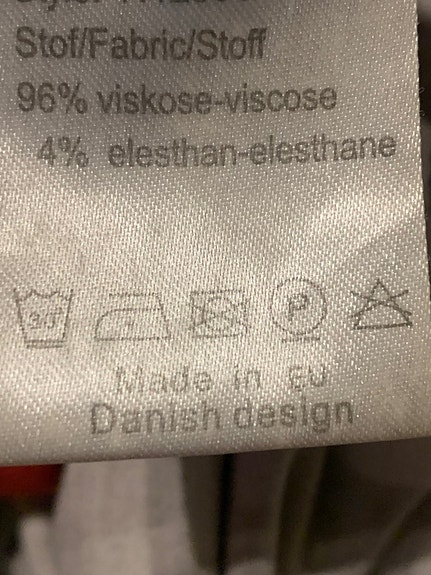 Stof/Fabric/Stoff
96% viskose-viscose
4% elesthan-elesthane
30° P
Made in EU
Danish design